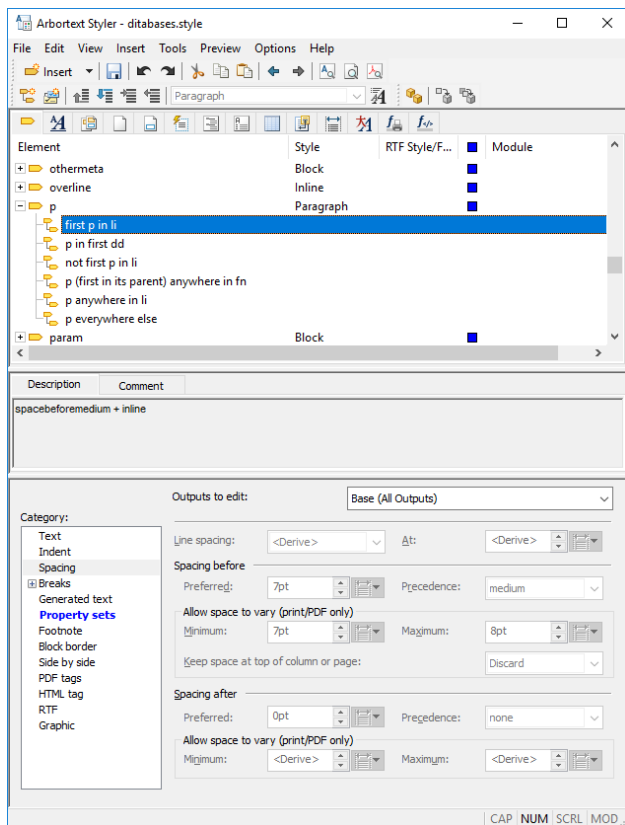 Arbortext Styler - ditabases.style
File Edit View Insert Tools Preview Options Help
Insert
Paragraph
Element Style RTF Style/F... Module
othermeta Block
overline Inline
p Paragraph
first p in li
p in first dd
not first p in li
p (first in its parent) anywhere in fn
p anywhere in li
p everywhere else
param Block
Description Comment
spacebeforemedium + inline
Outputs to edit: Base (All Outputs)
Category:
Text
Indent
Spacing
Breaks
Generated text
Property sets
Footnote
Block border
Side by side
PDF tags
HTML tag
RTF
Graphic
Line spacing: <Derive> At: <Derive>
Spacing before
Preferred: 7pt Precedence: medium
Allow space to vary (print/PDF only)
Minimum: 7pt Maximum: 8pt
Keep space at top of column or page: Discard
Spacing after
Preferred: 0pt Precedence: none
Allow space to vary (print/PDF only)
Minimum: <Derive> Maximum: <Derive>
CAP NUM SCRL MOD